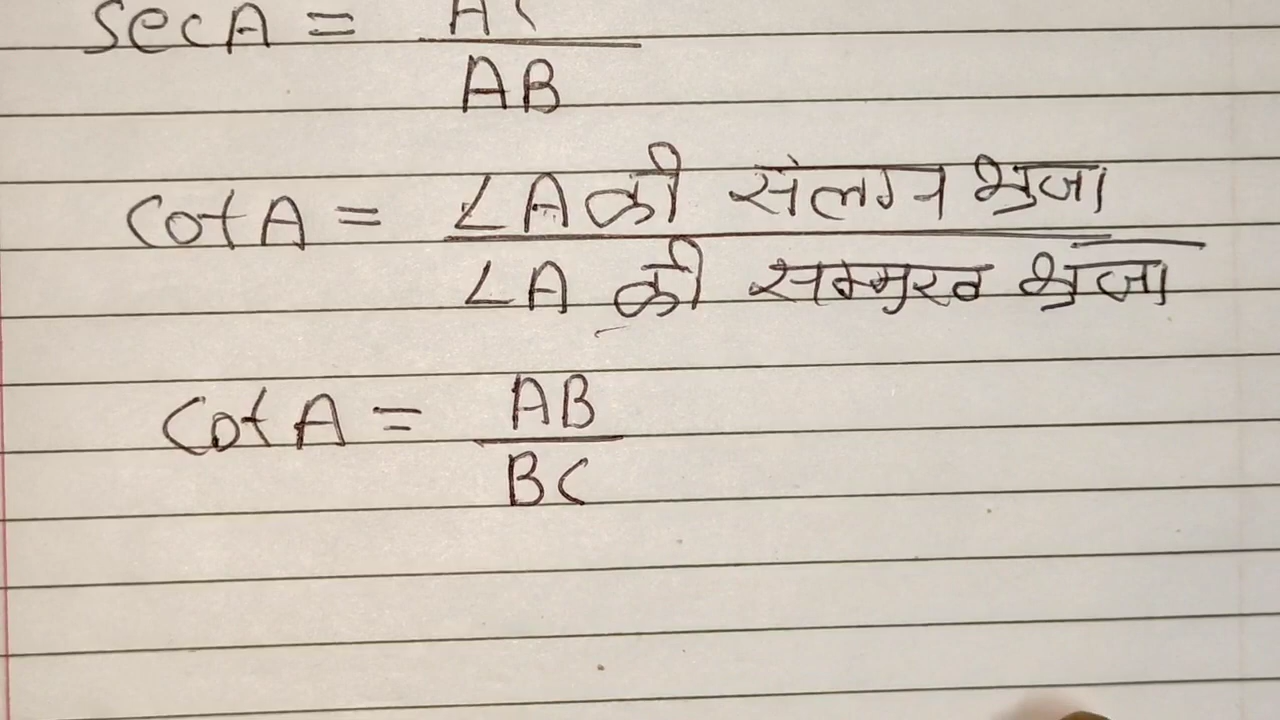 secA = AC
AB
cotA = ∠A की संलग्न भुजा
∠A की सम्मुख भुजा
cotA = AB
BC